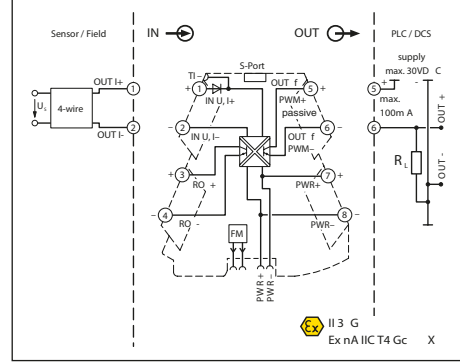 Sensor / Field
IN
OUT
PLC / DCS
supply
max. 30VD C
+ -
S-Port
TI –
OUT f
+ 1
5 +
5
PWM+
max.
100m A
OUT I+
1
IN U, I+
passive
U s
4-wire
– 2
6 –
6
OUT f
OUT I-
2
IN U, I–
PWM–
OUT +
R L
OUT -
+ 3
7 +
RO +
PWR+
– 4
8 –
RO -
PWR–
FM
PWR +
PWR –
Ex
II 3 G
Ex nA IIC T4 Gc X